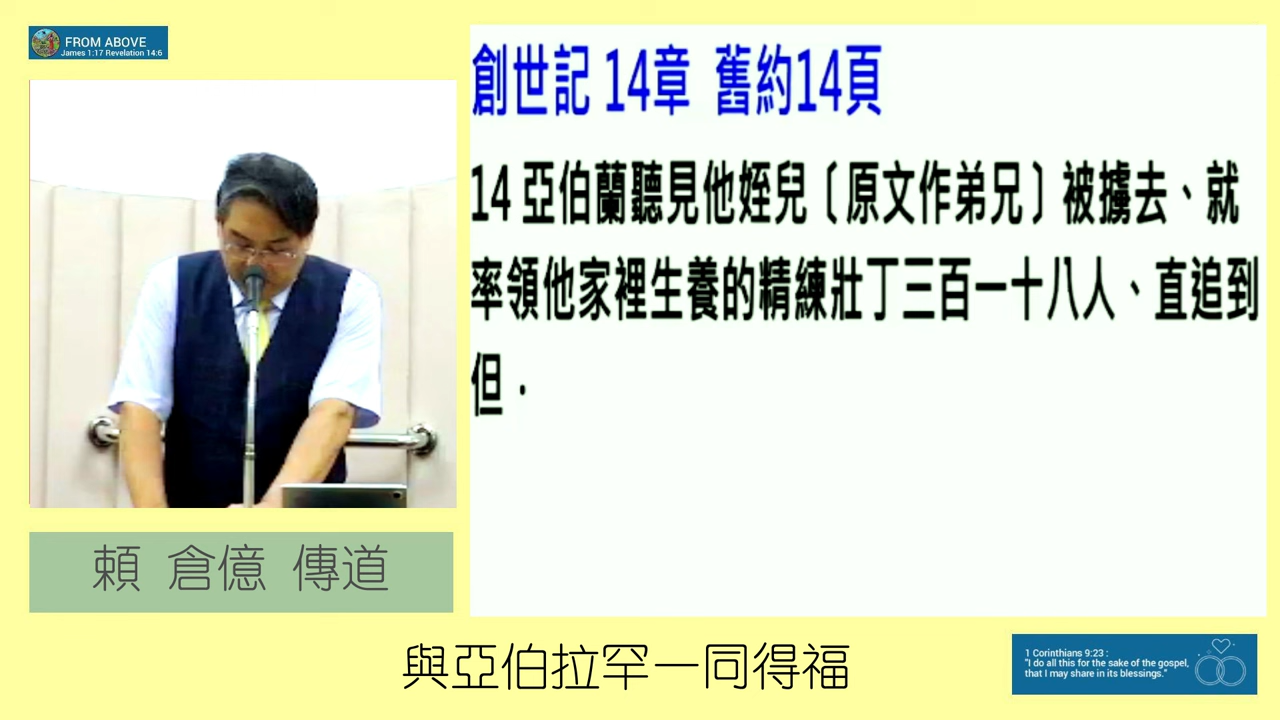 FROM ABOVE
James 1:17 Revelation 14:6
創世記 14章 舊約14頁
14 亞伯蘭聽見他姪兒〔原文作弟兄〕被擄去、就
率領他家裡生養的精練壯丁三百一十八人、直追到
但．
賴 倉億 傳道
與亞伯拉罕一同得福
1 Corinthians 9:23 :
"I do all this for the sake of the gospel,
that I may share in its blessings."